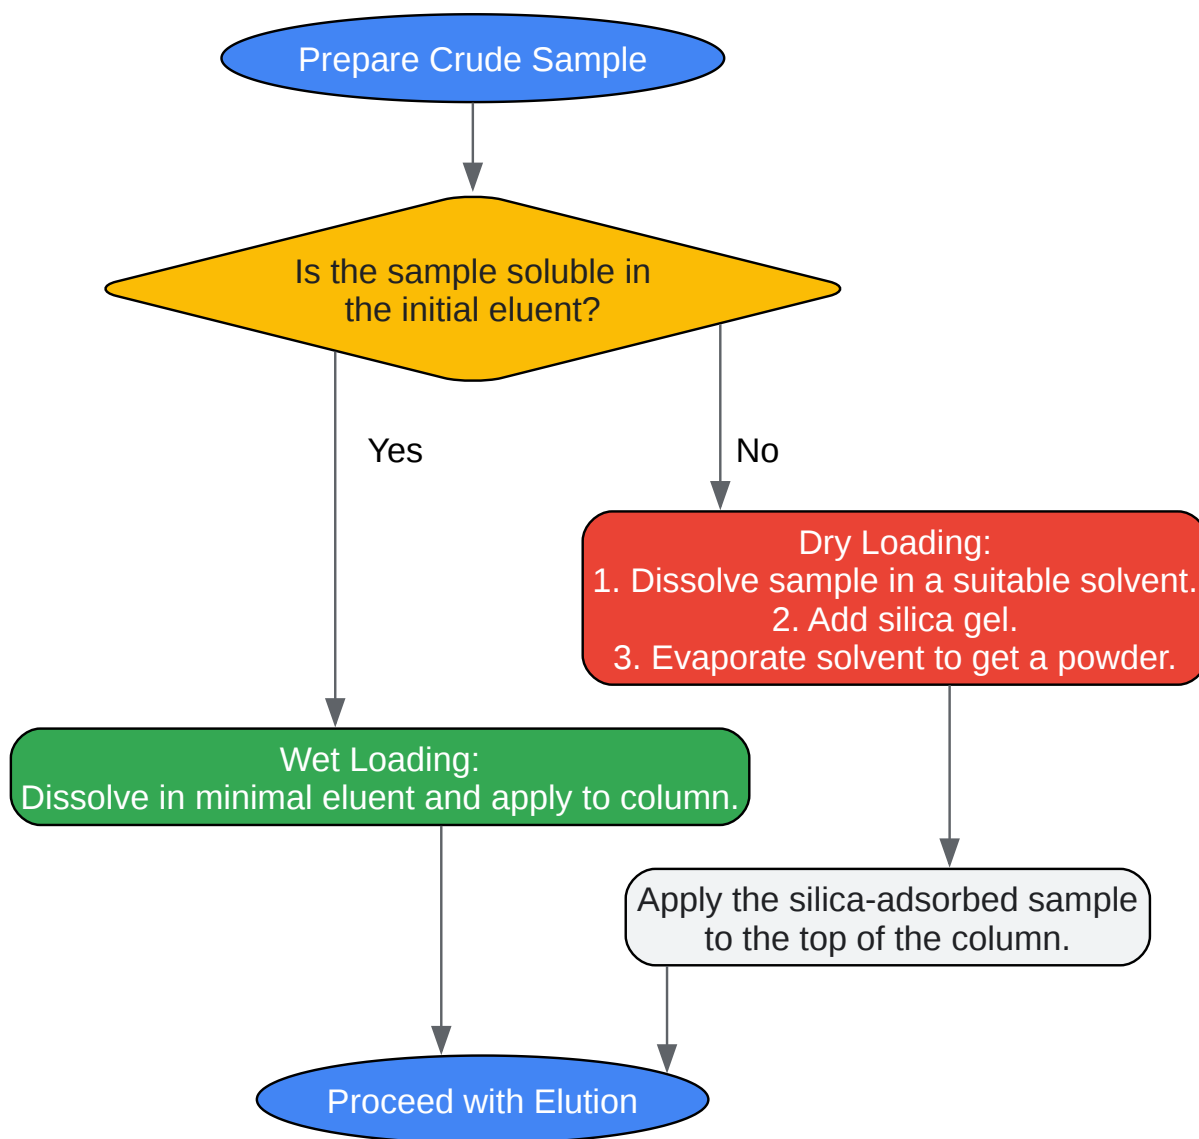 Prepare Crude Sample
Is the sample soluble in
the initial eluent?
Yes
No
Dry Loading:
1. Dissolve sample in a suitable solvent.
2. Add silica gel.
3. Evaporate solvent to get a powder.
Wet Loading:
Dissolve in minimal eluent and apply to column.
Apply the silica-adsorbed sample
to the top of the column.
Proceed with Elution